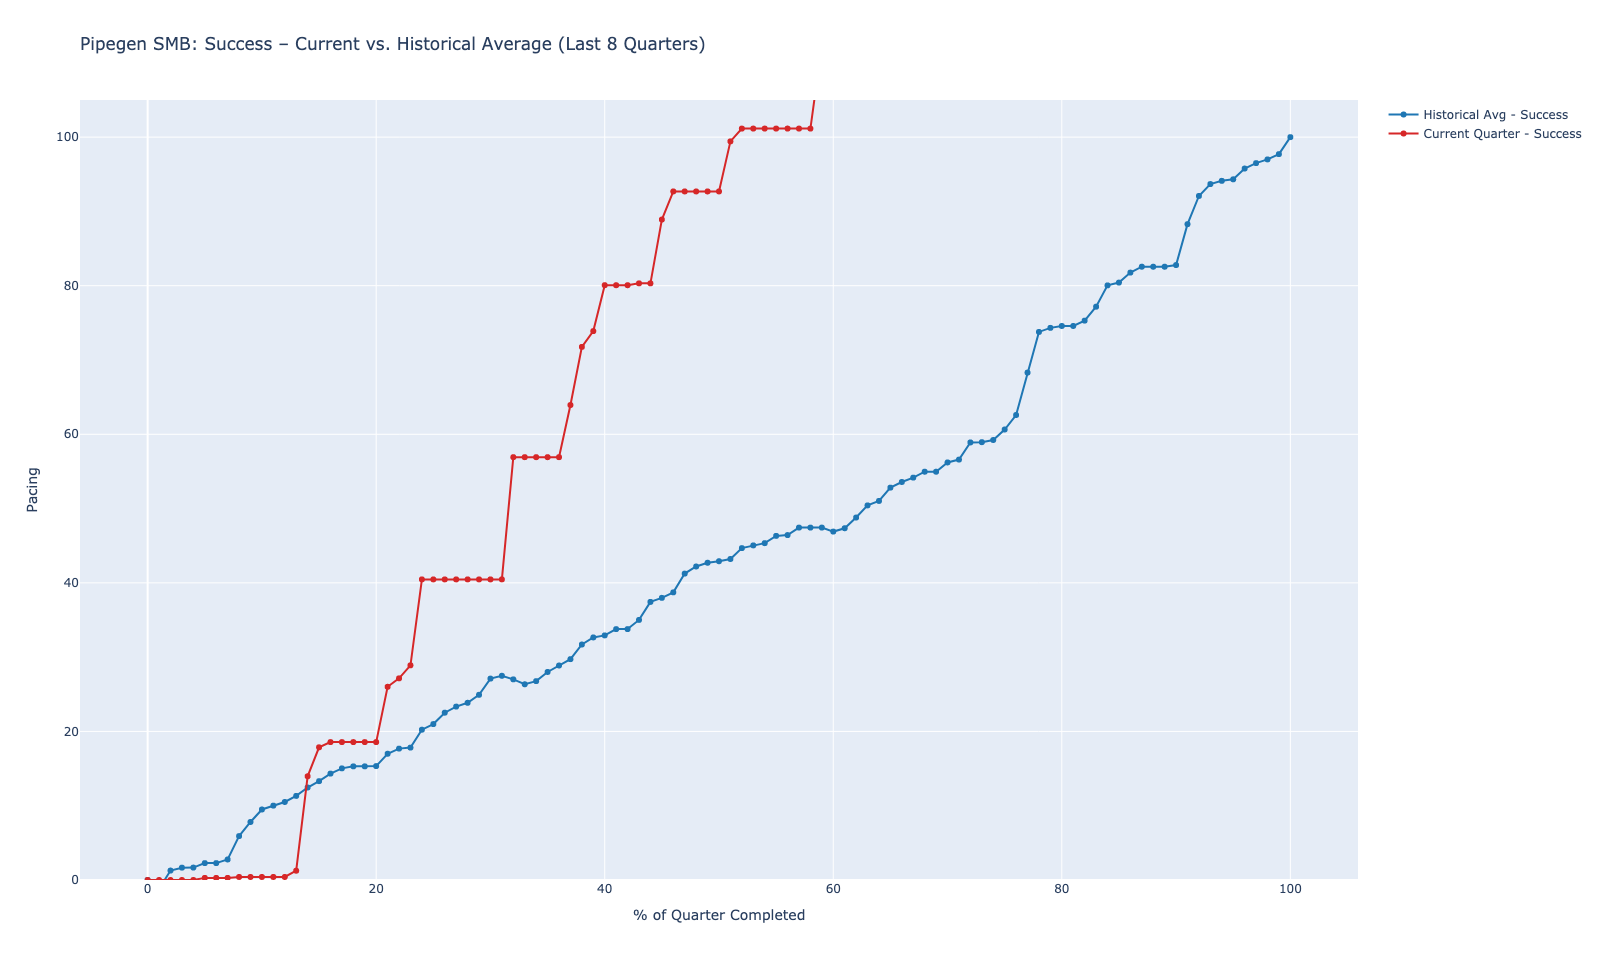 Pipegen SMB: Success – Current vs. Historical Average (Last 8 Quarters)
Historical Avg - Success
Current Quarter - Success
100
80
60
40
20
0
Pacing
0 20 40 60 80 100
% of Quarter Completed